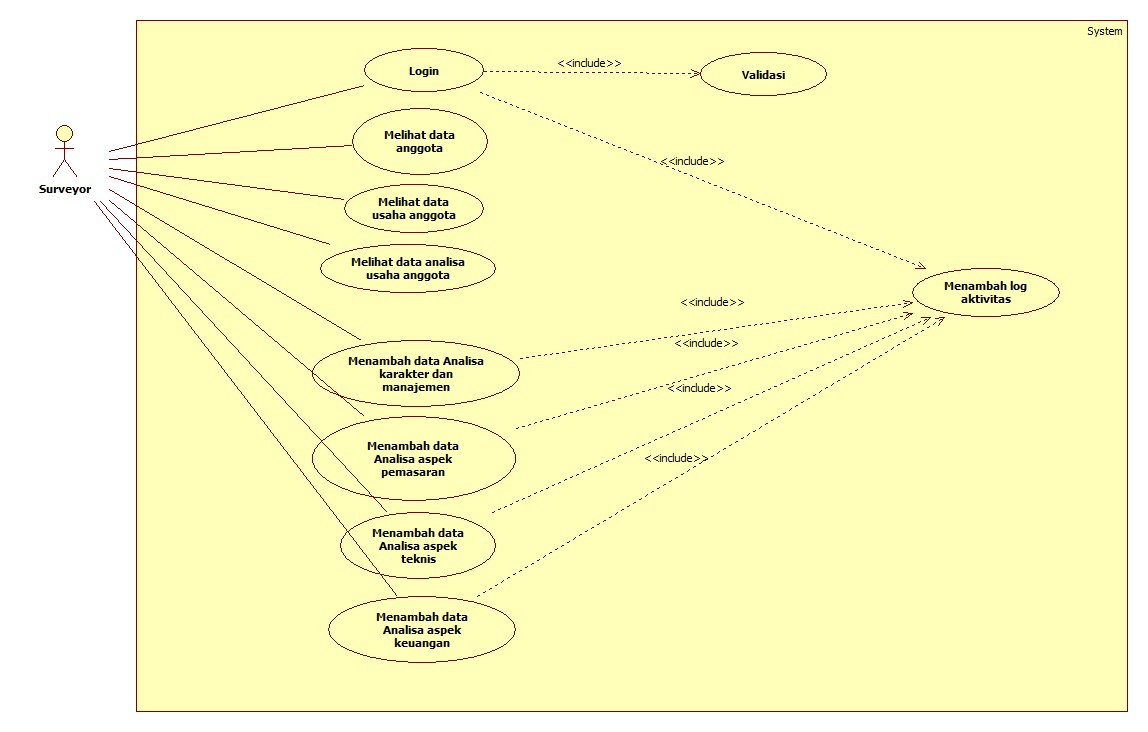 System
Login
<<include>>
Validasi
Melihat data
anggota
<<include>>
Surveyor
Melihat data
usaha anggota
Melihat data analisa
usaha anggota
Menambah log
aktivitas
<<include>>
<<include>>
Menambah data Analisa
karakter dan
manajemen
<<include>>
Menambah data
Analisa aspek
pemasaran
<<include>>
Menambah data
Analisa aspek
teknis
Menambah data
Analisa aspek
keuangan